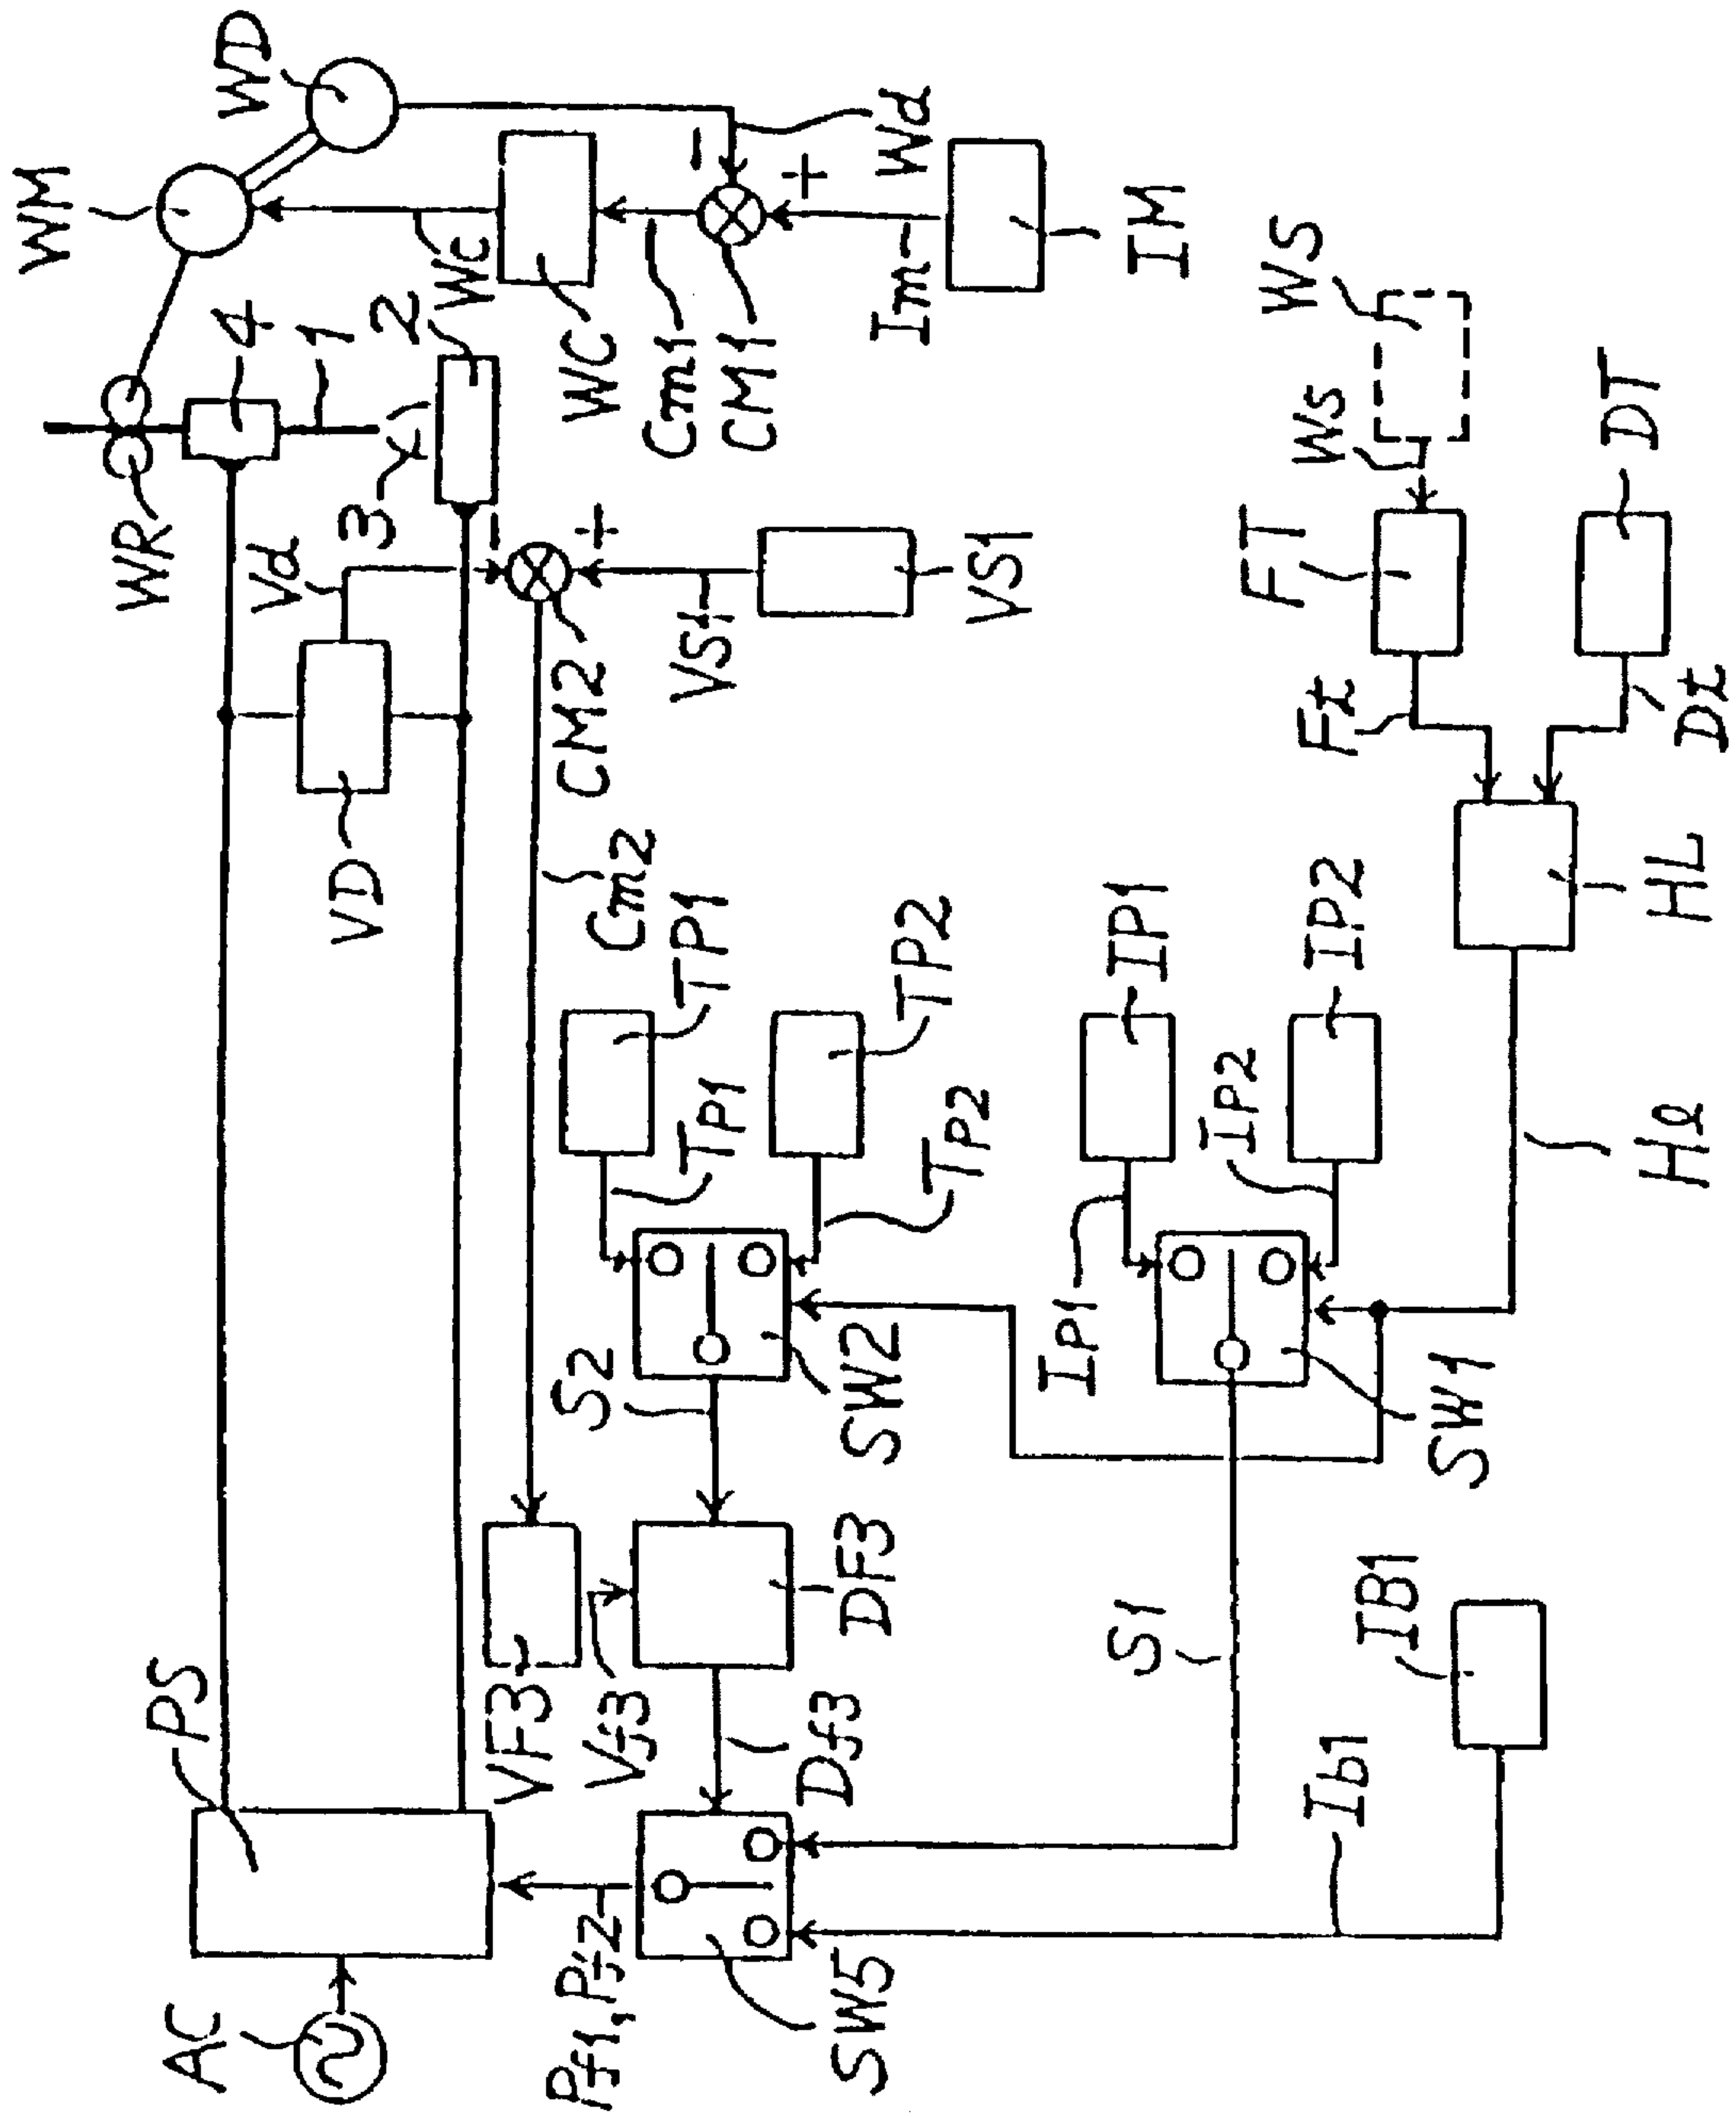 AC
PS
VD
Vd
WR
4
1
3
2
WM
WD
Wc
WC
Cm1
CM1
Wd
Im
IM
VF3
Vf3
Cm2
CM2
VS1
VS1
Pf1, Pf2
SW5
Df3
DF3
S2
SW2
Tp1
TP1
Tp2
TP2
S1
Ip1
IP1
Ip2
IP2
SW1
Ib1
IB1
Hl
HL
Ft
FT
Ws
WS
Dt
DT